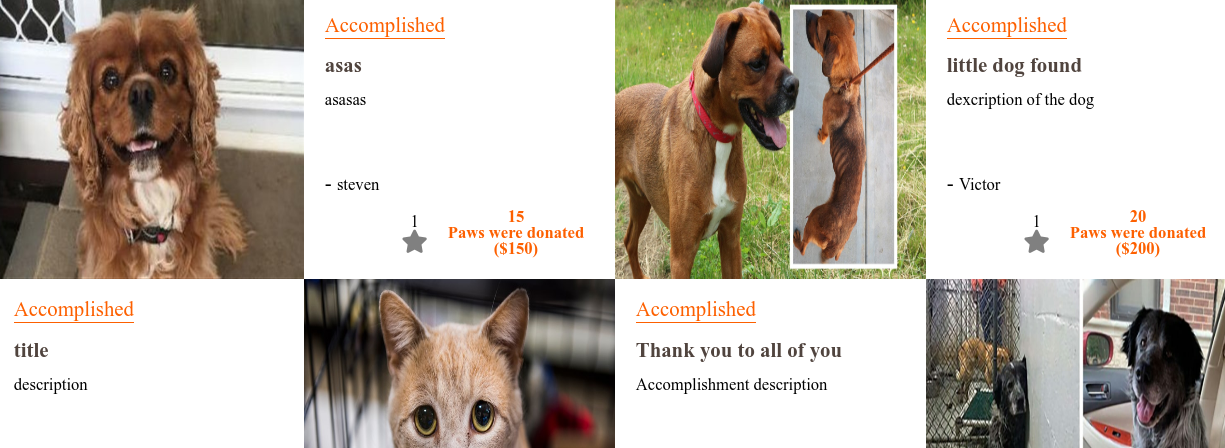 Accomplished
asas
asasas
- steven
1
15
Paws were donated
($150)
Accomplished
little dog found
dexcription of the dog
- Victor
1
20
Paws were donated
($200)
Accomplished
title
description
Accomplished
Thank you to all of you
Accomplishment description